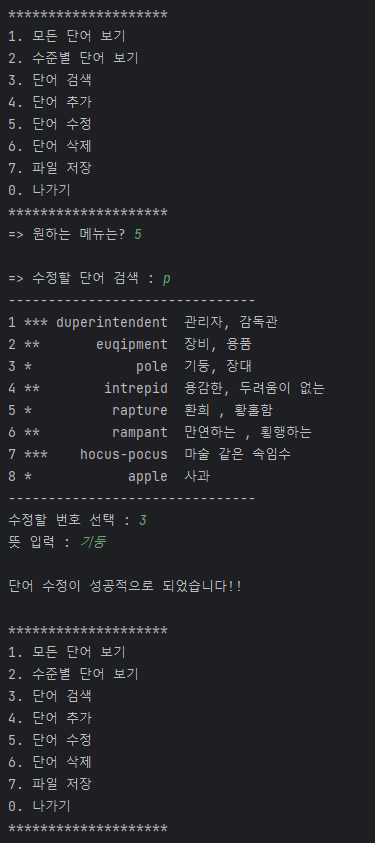 ********************
1. 모든 단어 보기
2. 수준별 단어 보기
3. 단어 검색
4. 단어 추가
5. 단어 수정
6. 단어 삭제
7. 파일 저장
0. 나가기
********************
=> 원하는 메뉴는? 5
=> 수정할 단어 검색 : p
-------------------------------
1 *** duperintendent  관리자, 감독관
2 **       euqipment  장비, 용품
3 *             pole  기둥, 장대
4 **        intrepid  용감한, 두려움이 없는
5 *          rapture  환희 , 황홀함
6 **         rampant  만연하는 , 횡행하는
7 ***    hocus-pocus  마술 같은 속임수
8 *            apple  사과
-------------------------------
수정할 번호 선택 : 3
뜻 입력 : 기둥
단어 수정이 성공적으로 되었습니다!!
********************
1. 모든 단어 보기
2. 수준별 단어 보기
3. 단어 검색
4. 단어 추가
5. 단어 수정
6. 단어 삭제
7. 파일 저장
0. 나가기
********************